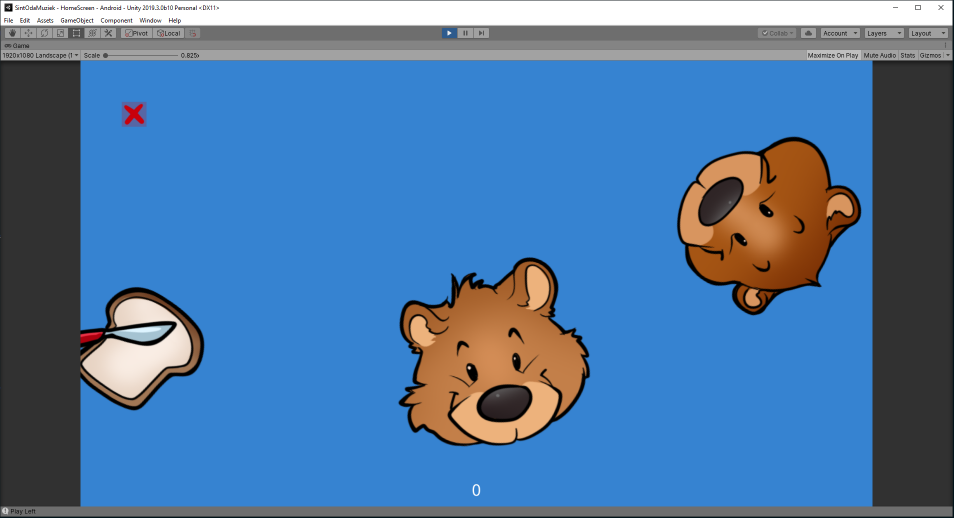 SintOdaMuziek - HomeScreen - Android - Unity 2019.3.0b10 Personal <DX11>
File Edit Assets GameObject Component Window Help
Pivot Local Collab Account Layers Layout
Game
1920x1080 Landscape (1 Scale 0.825x Maximize On Play Mute Audio Stats Gizmos
0
Play Left